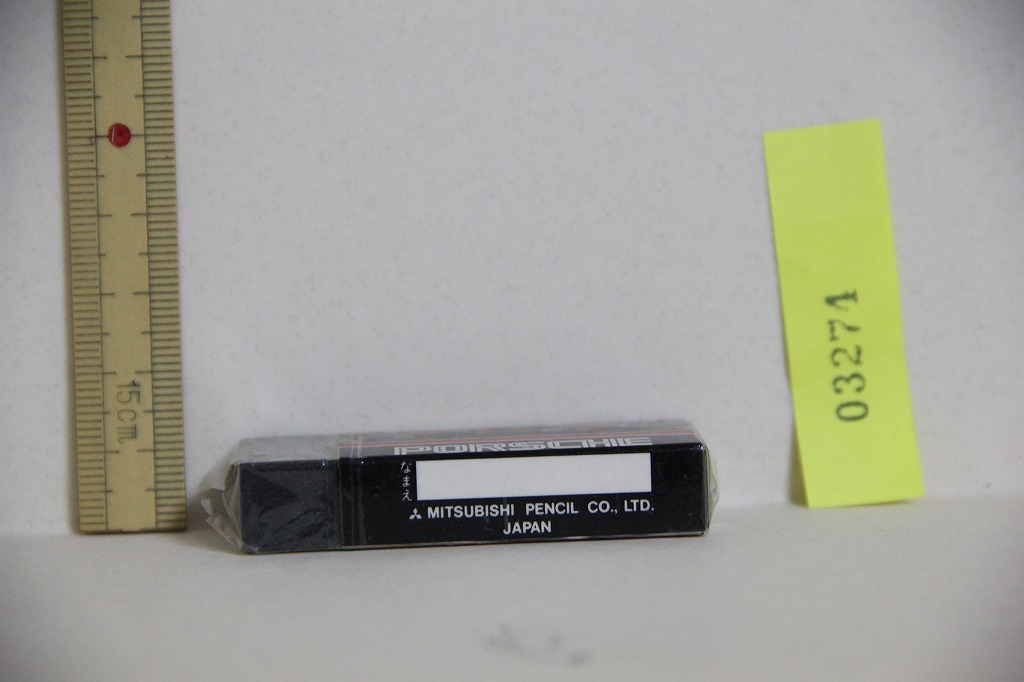 15cm
PORSCHE
なまえ
MITSUBISHI PENCIL CO., LTD.
JAPAN
03271